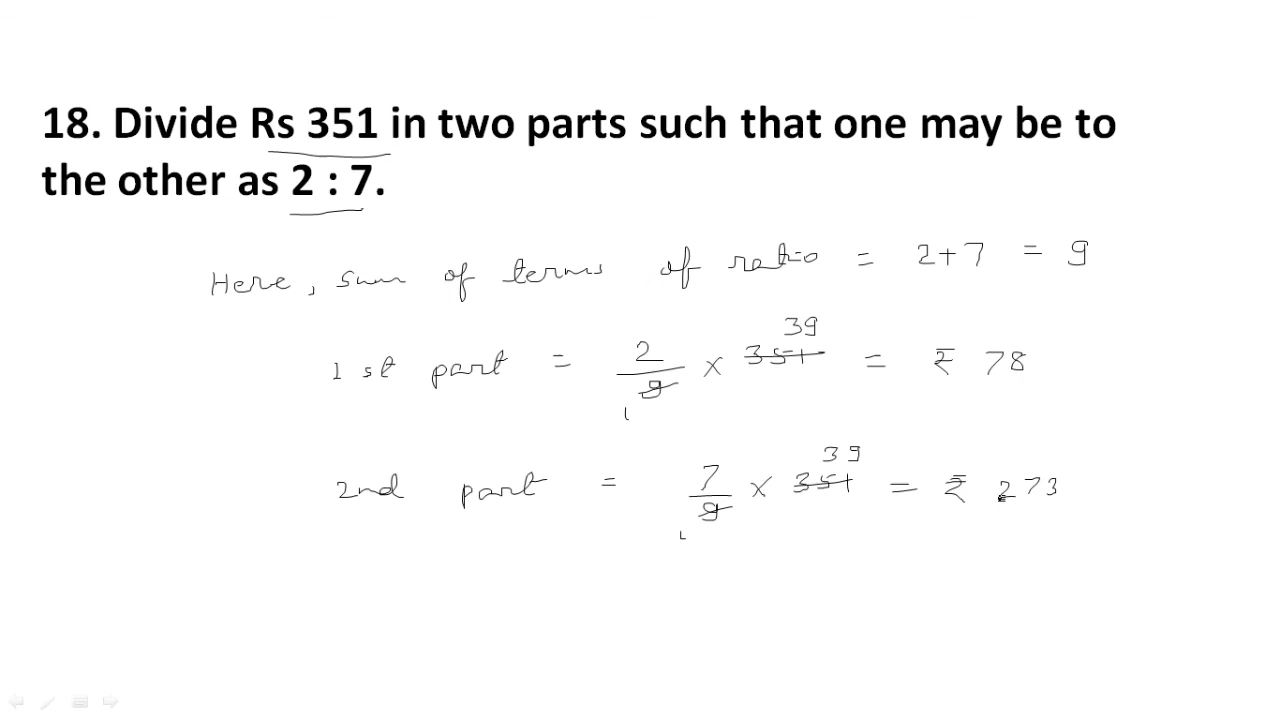 18. Divide Rs 351 in two parts such that one may be to
the other as 2 : 7.
Here, sum of terms of ratio = 2+7 = 9
39
1st part = 2/9 × 351 = ₹ 78
1
39
2nd part = 7/9 × 351 = ₹ 273
1